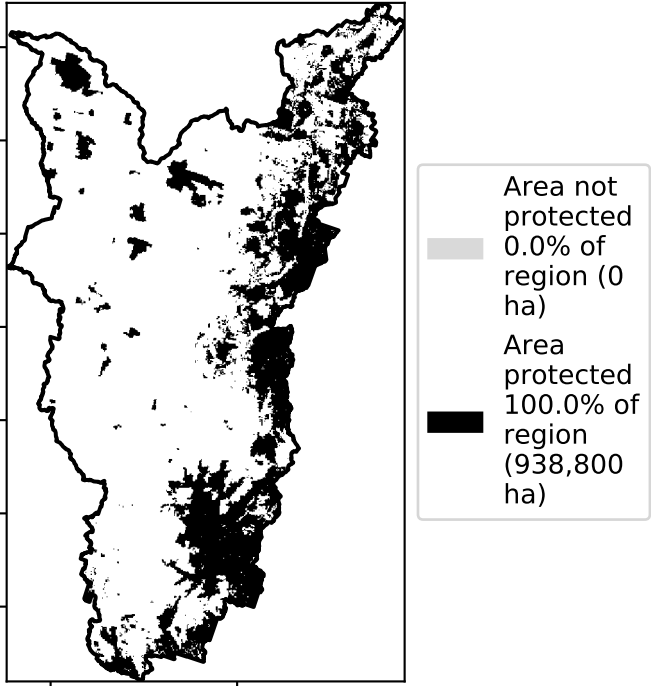 Area not
protected
0.0% of
region (0
ha)
Area
protected
100.0% of
region
(938,800
ha)